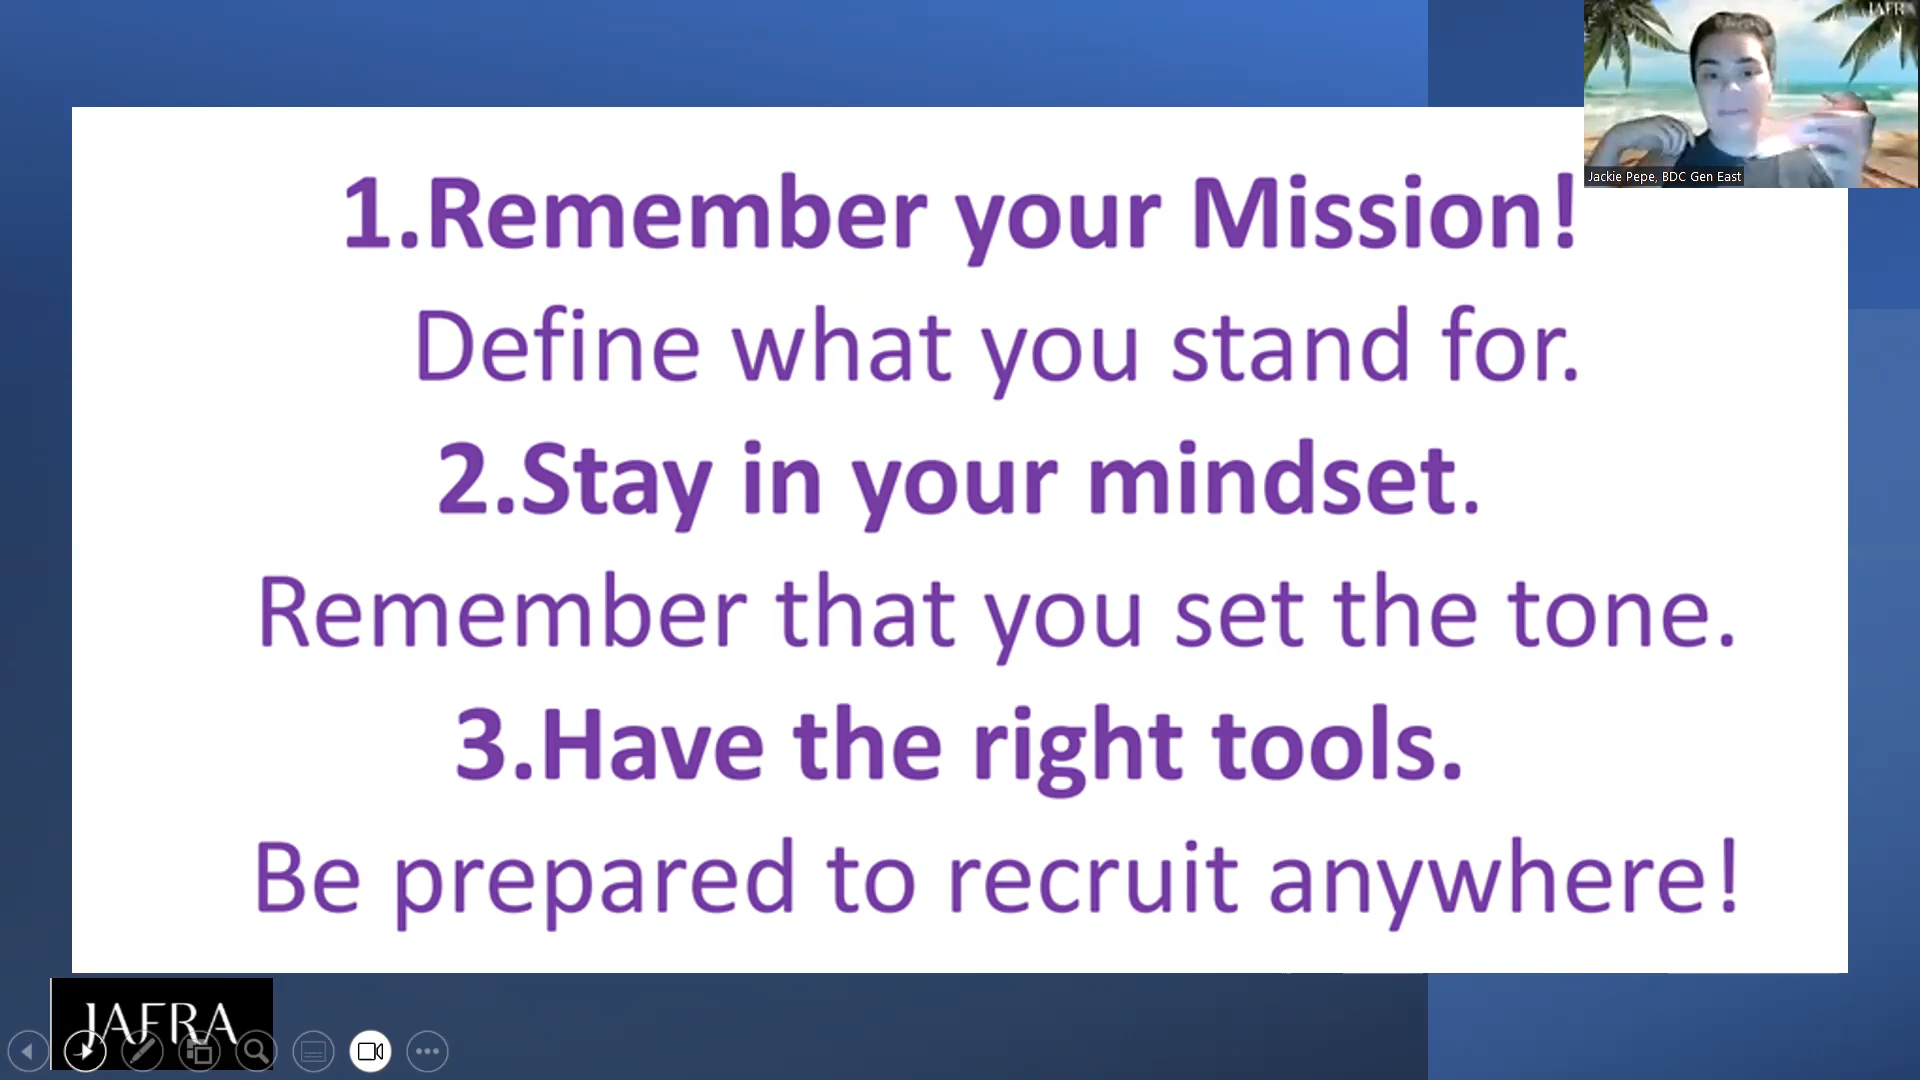 JAFRA
Jackie Pepe, BDC Gen East
1.Remember your Mission!
Define what you stand for.
2.Stay in your mindset.
Remember that you set the tone.
3.Have the right tools.
Be prepared to recruit anywhere!
JAFRA